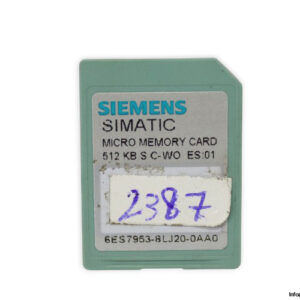 SIEMENS
SIMATIC
MICRO MEMORY CARD
512 KB S C-WO ES:01
2387
6ES7953-8LJ20-0AA0